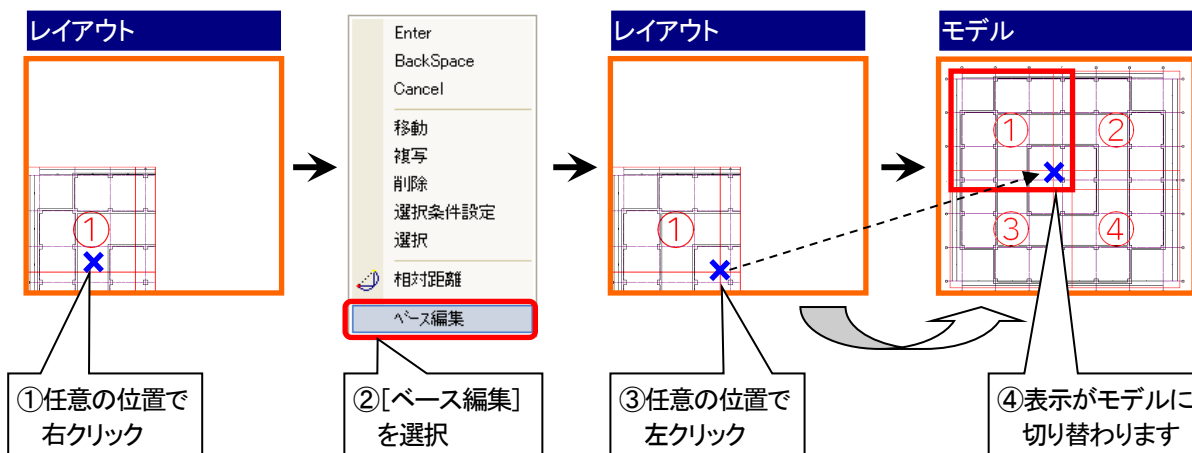 レイアウト
①
①任意の位置で
右クリック
Enter
BackSpace
Cancel
移動
複写
削除
選択条件設定
選択
相対距離
ベース編集
②[ベース編集]
を選択
レイアウト
①
③任意の位置で
左クリック
モデル
① ②
③ ④
④表示がモデルに
切り替わります